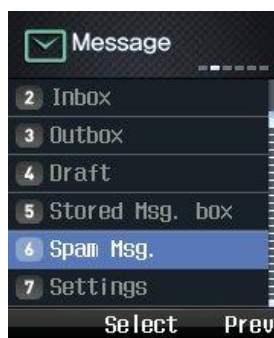 Message
2 Inbox
3 Outbox
4 Draft
5 Stored Msg. box
6 Spam Msg.
7 Settings
Select Prev